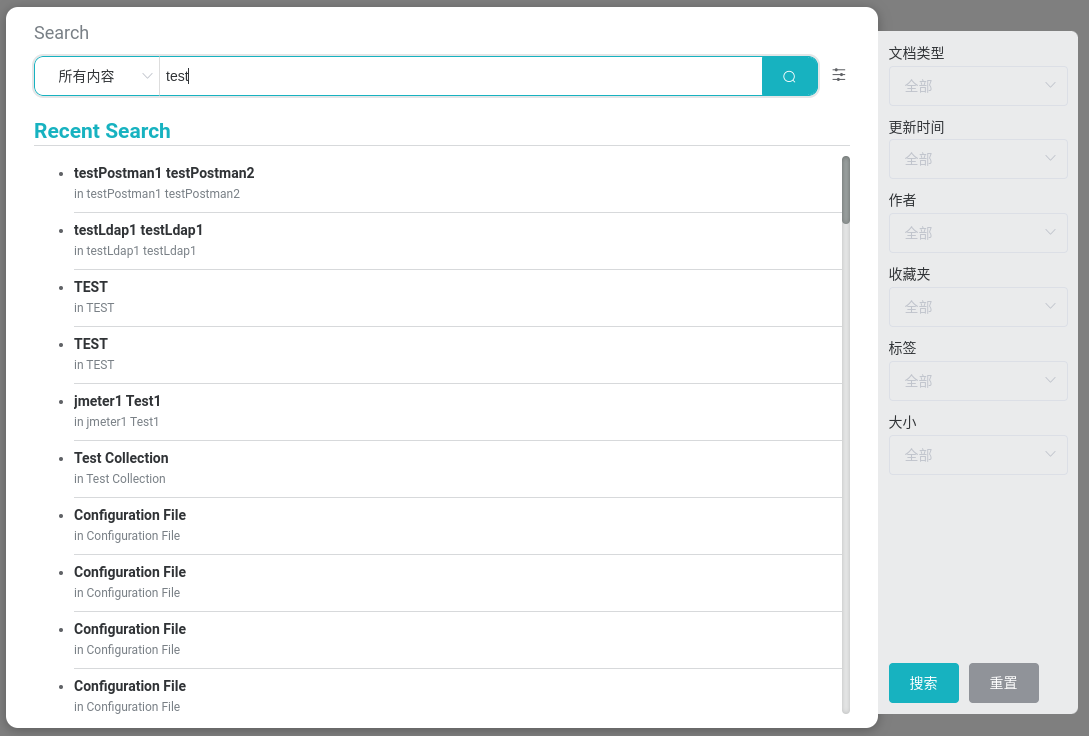 Search
所有内容
test
Recent Search
testPostman1 testPostman2
in testPostman1 testPostman2
testLdap1 testLdap1
in testLdap1 testLdap1
TEST
in TEST
TEST
in TEST
jmeter1 Test1
in jmeter1 Test1
Test Collection
in Test Collection
Configuration File
in Configuration File
Configuration File
in Configuration File
Configuration File
in Configuration File
Configuration File
in Configuration File
文档类型
全部
更新时间
全部
作者
全部
收藏夹
全部
标签
全部
大小
全部
搜索
重置